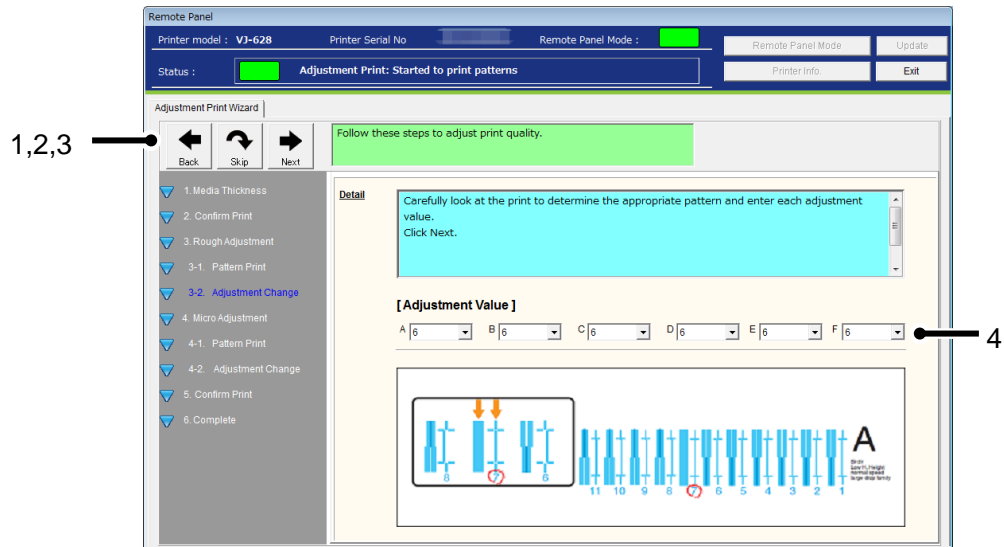 Remote Panel
Printer model : VJ-628 Printer Serial No Remote Panel Mode :
Remote Panel Mode Update
Status : Adjustment Print: Started to print patterns
Printer Info. Exit
Adjustment Print Wizard
1,2,3
Back Skip Next
Follow these steps to adjust print quality.
1. Media Thickness
2. Confirm Print
3. Rough Adjustment
3-1. Pattern Print
3-2. Adjustment Change
4. Micro Adjustment
4-1. Pattern Print
4-2. Adjustment Change
5. Confirm Print
6. Complete
Detail
Carefully look at the print to determine the appropriate pattern and enter each adjustment
value.
Click Next.
[ Adjustment Value ]
A 6 B 6 C 6 D 6 E 6 F 6
4
8 7 6
11 10 9 8 7 6 5 4 3 2 1
A
normal speed